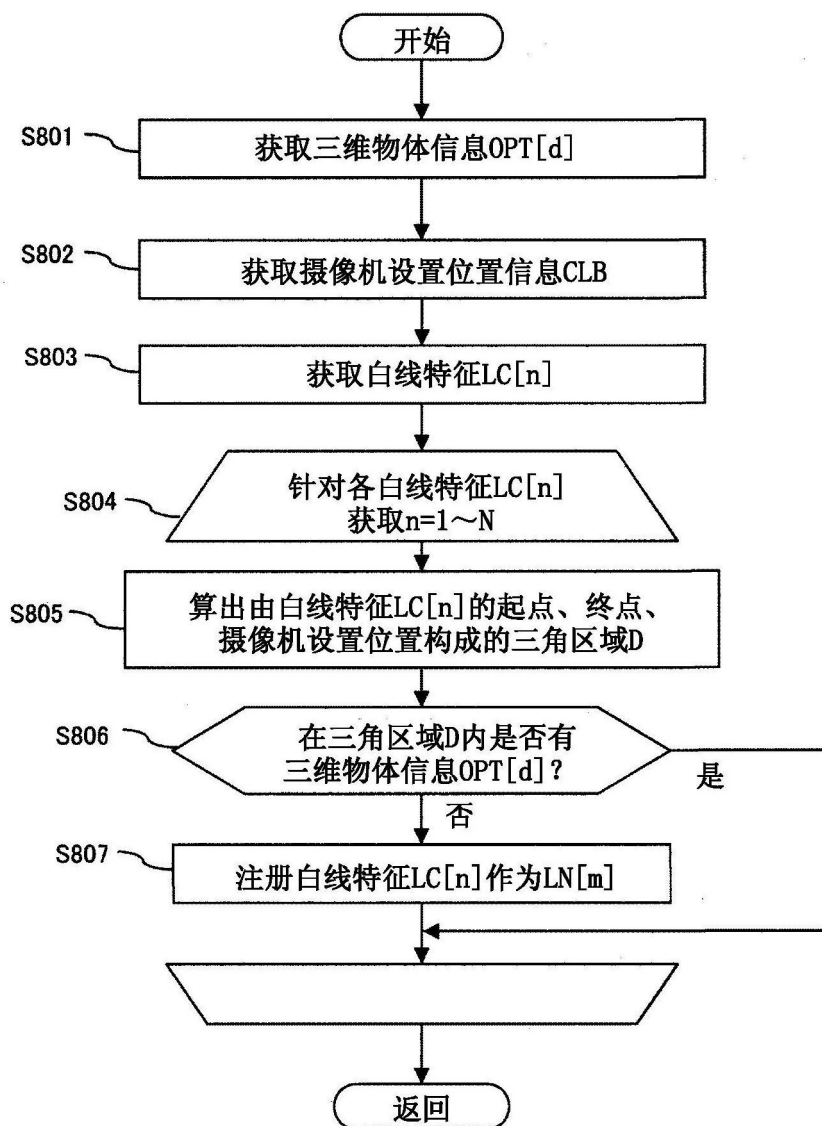 开始
S801
获取三维物体信息OPT[d]
S802
获取摄像机设置位置信息CLB
S803
获取白线特征LC[n]
S804
针对各白线特征LC[n]
获取n=1～N
S805
算出由白线特征LC[n]的起点、终点、
摄像机设置位置构成的三角区域D
S806
在三角区域D内是否有
三维物体信息OPT[d]?
是
否
S807
注册白线特征LC[n]作为LN[m]
返回